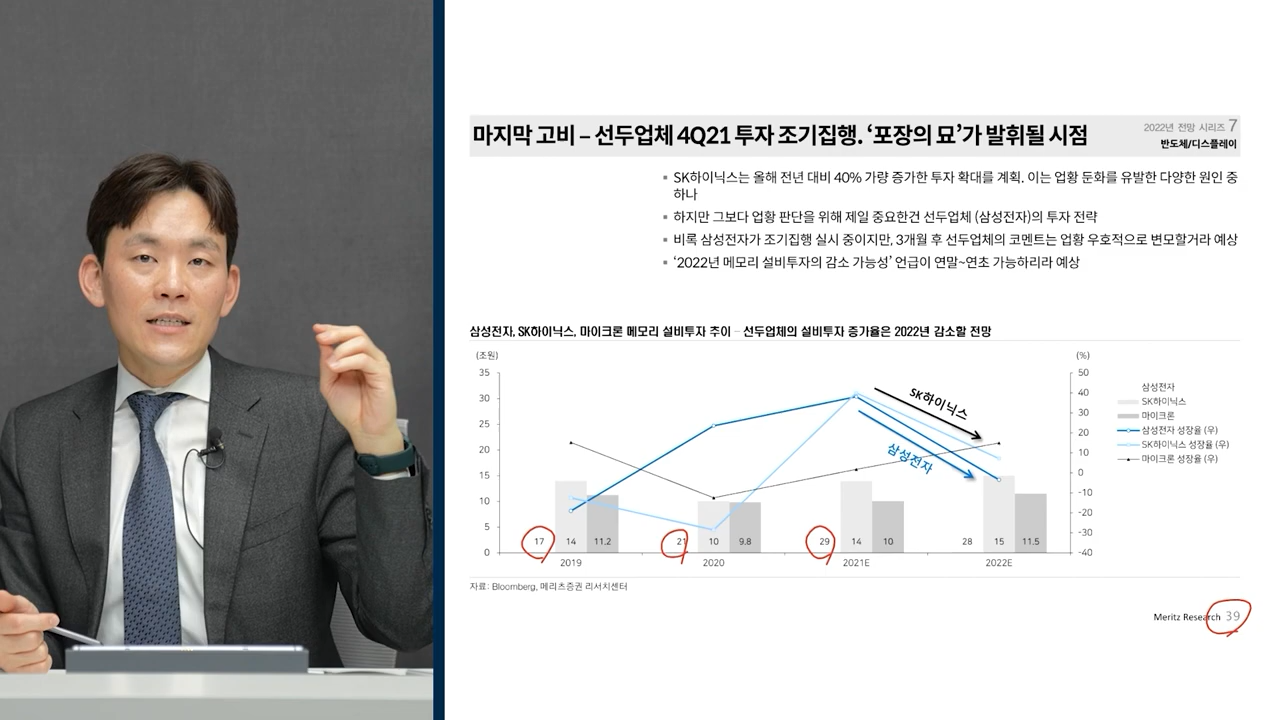 마지막 고비 – 선두업체 4Q21 투자 조기집행. ‘포장의 묘’가 발휘될 시점
2022년 전망 시리즈 7
반도체/디스플레이
▪ SK하이닉스는 올해 전년 대비 40% 가량 증가한 투자 확대를 계획. 이는 업황 둔화를 유발한 다양한 원인 중
하나
▪ 하지만 그보다 업황 판단을 위해 제일 중요한건 선두업체 (삼성전자)의 투자 전략
▪ 비록 삼성전자가 조기집행 실시 중이지만, 3개월 후 선두업체의 코멘트는 업황 우호적으로 변모할거라 예상
▪ ‘2022년 메모리 설비투자의 감소 가능성’ 언급이 연말~연초 가능하리라 예상
삼성전자, SK하이닉스, 마이크론 메모리 설비투자 추이 – 선두업체의 설비투자 증가율은 2022년 감소할 전망
(조원)
(%)
35
30
25
20
15
10
5
0
50
40
30
20
10
0
-10
-20
-30
-40
SK하이닉스
삼성전자
17 14 11.2
21 10 9.8
29 14 10
28 15 11.5
2019 2020 2021E 2022E
삼성전자
SK하이닉스
마이크론
삼성전자 성장율 (우)
SK하이닉스 성장율 (우)
마이크론 성장율 (우)
자료: Bloomberg, 메리츠증권 리서치센터
Meritz Research 39